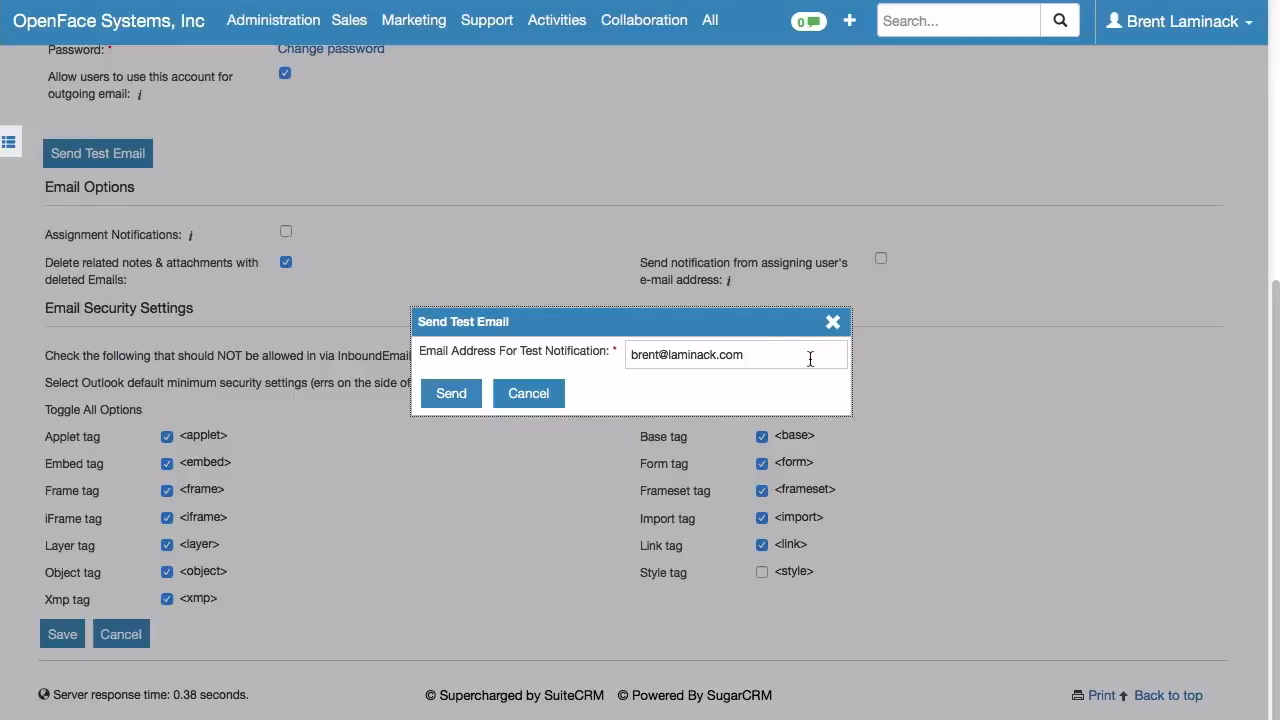 OpenFace Systems, Inc Administration Sales Marketing Support Activities Collaboration All 0 Search... Brent Laminack
Password: * Change password
Allow users to use this account for
outgoing email: i
Send Test Email
Email Options
Assignment Notifications: i
Delete related notes & attachments with
deleted Emails:
Send notification from assigning user's
e-mail address: i
Email Security Settings
Send Test Email
Email Address For Test Notification: * brent@laminack.com
Send Cancel
Check the following that should NOT be allowed in via InboundEmail
Select Outlook default minimum security settings (errs on the side of
Toggle All Options
Applet tag <applet> Base tag <base>
Embed tag <embed> Form tag <form>
Frame tag <frame> Frameset tag <frameset>
iFrame tag <iframe> Import tag <import>
Layer tag <layer> Link tag <link>
Object tag <object> Style tag <style>
Xmp tag <xmp>
Save Cancel
Server response time: 0.38 seconds. © Supercharged by SuiteCRM © Powered By SugarCRM Print Back to top